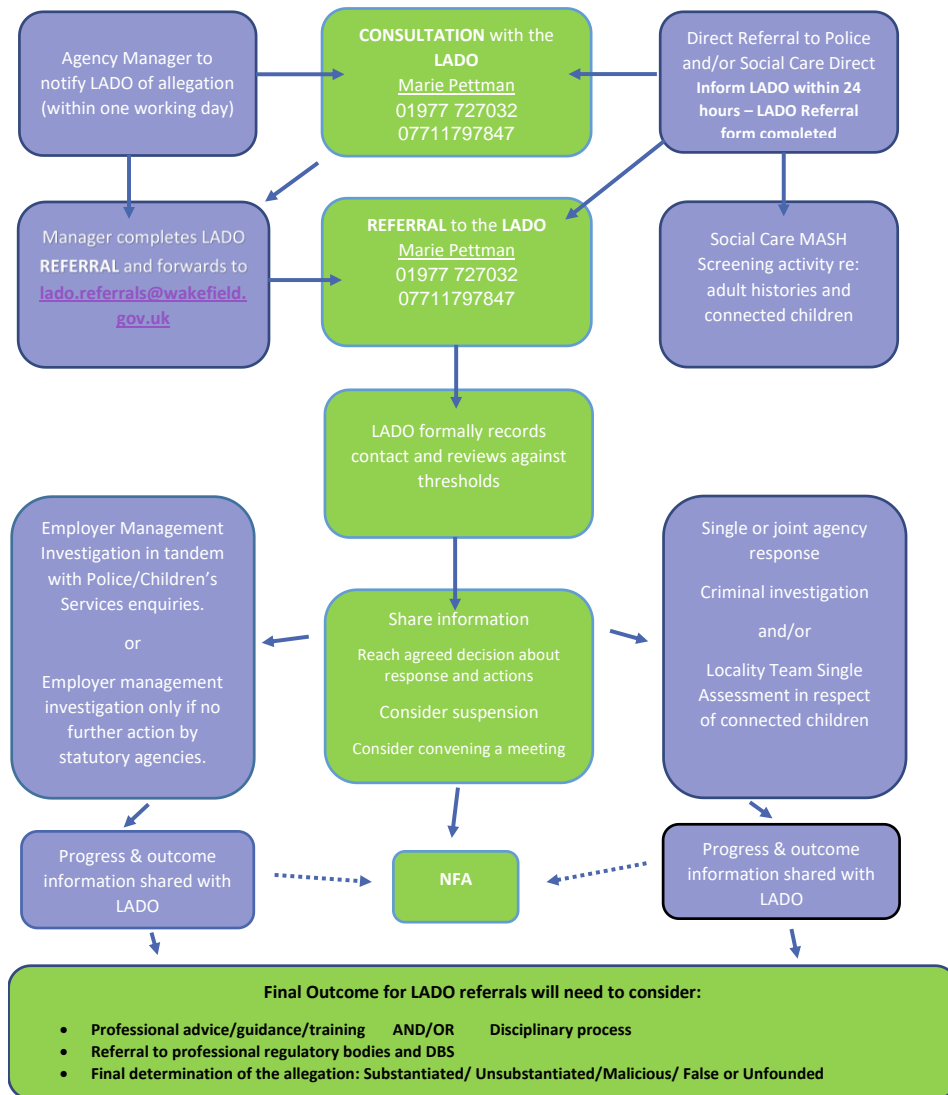 Agency Manager to
notify LADO of allegation
(within one working day)
CONSULTATION with the
LADO
Marie Pettman
01977 727032
07711797847
Direct Referral to Police
and/or Social Care Direct
Inform LADO within 24
hours – LADO Referral
form completed
Manager completes LADO
REFERRAL and forwards to
lado.referrals@wakefield.
gov.uk
REFERRAL to the LADO
Marie Pettman
01977 727032
07711797847
Social Care MASH
Screening activity re:
adult histories and
connected children
LADO formally records
contact and reviews against
thresholds
Employer Management
Investigation in tandem
with Police/Children’s
Services enquiries.
or
Employer management
investigation only if no
further action by
statutory agencies.
Share information
Reach agreed decision about
response and actions
Consider suspension
Consider convening a meeting
Single or joint agency
response
Criminal investigation
and/or
Locality Team Single
Assessment in respect
of connected children
Progress & outcome
information shared with
LADO
NFA
Progress & outcome
information shared with
LADO
Final Outcome for LADO referrals will need to consider:
• Professional advice/guidance/training AND/OR Disciplinary process
• Referral to professional regulatory bodies and DBS
• Final determination of the allegation: Substantiated/ Unsubstantiated/Malicious/ False or Unfounded